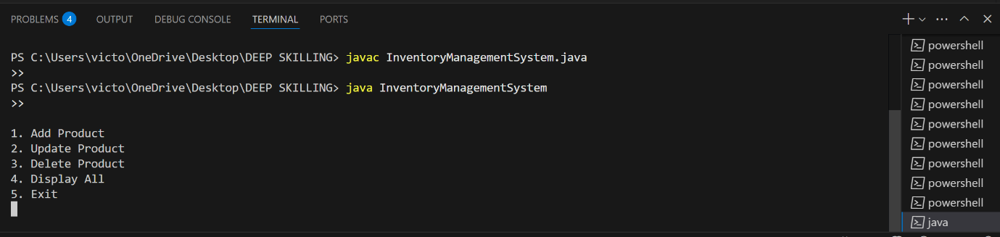 PROBLEMS 4 OUTPUT DEBUG CONSOLE TERMINAL PORTS
PS C:\Users\victo\OneDrive\Desktop\DEEP SKILLING> javac InventoryManagementSystem.java
>>
PS C:\Users\victo\OneDrive\Desktop\DEEP SKILLING> java InventoryManagementSystem
>>
1. Add Product
2. Update Product
3. Delete Product
4. Display All
5. Exit
powershell
powershell
powershell
powershell
powershell
powershell
powershell
powershell
powershell
java